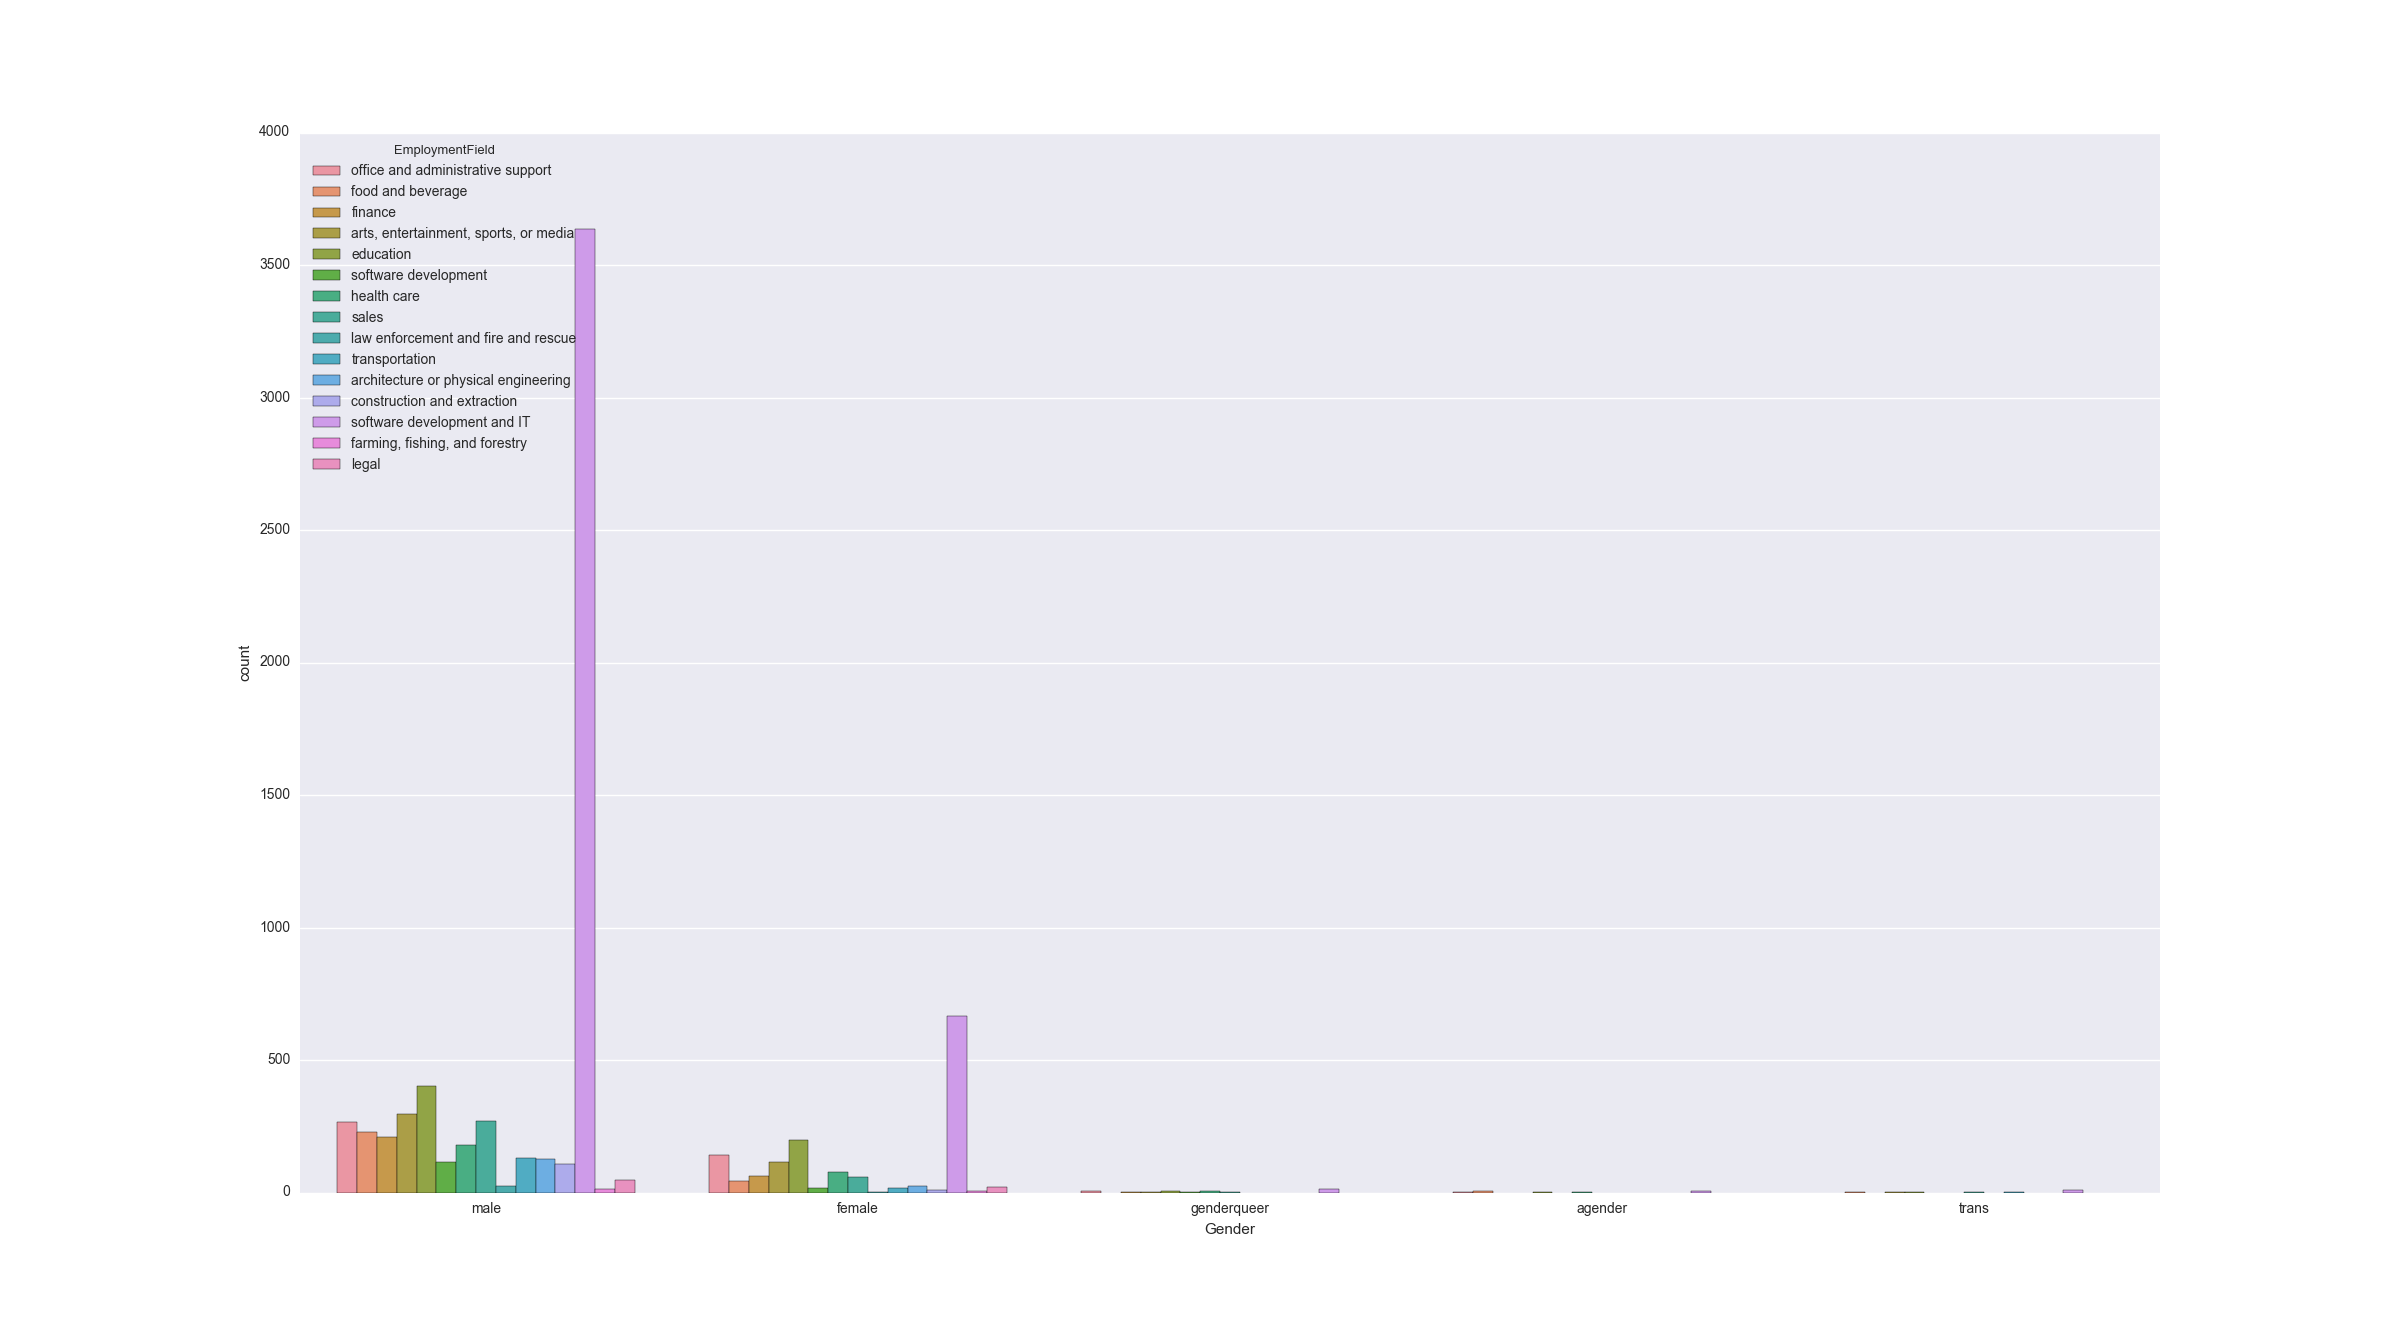 4000
EmploymentField
office and administrative support
food and beverage
finance
arts, entertainment, sports, or media
education
3500
software development
health care
sales
law enforcement and fire and rescue
transportation
architecture or physical engineering
3000
construction and extraction
software development and IT
farming, fishing, and forestry
legal
2500
count
2000
1500
1000
500
0
male female genderqueer agender trans
Gender